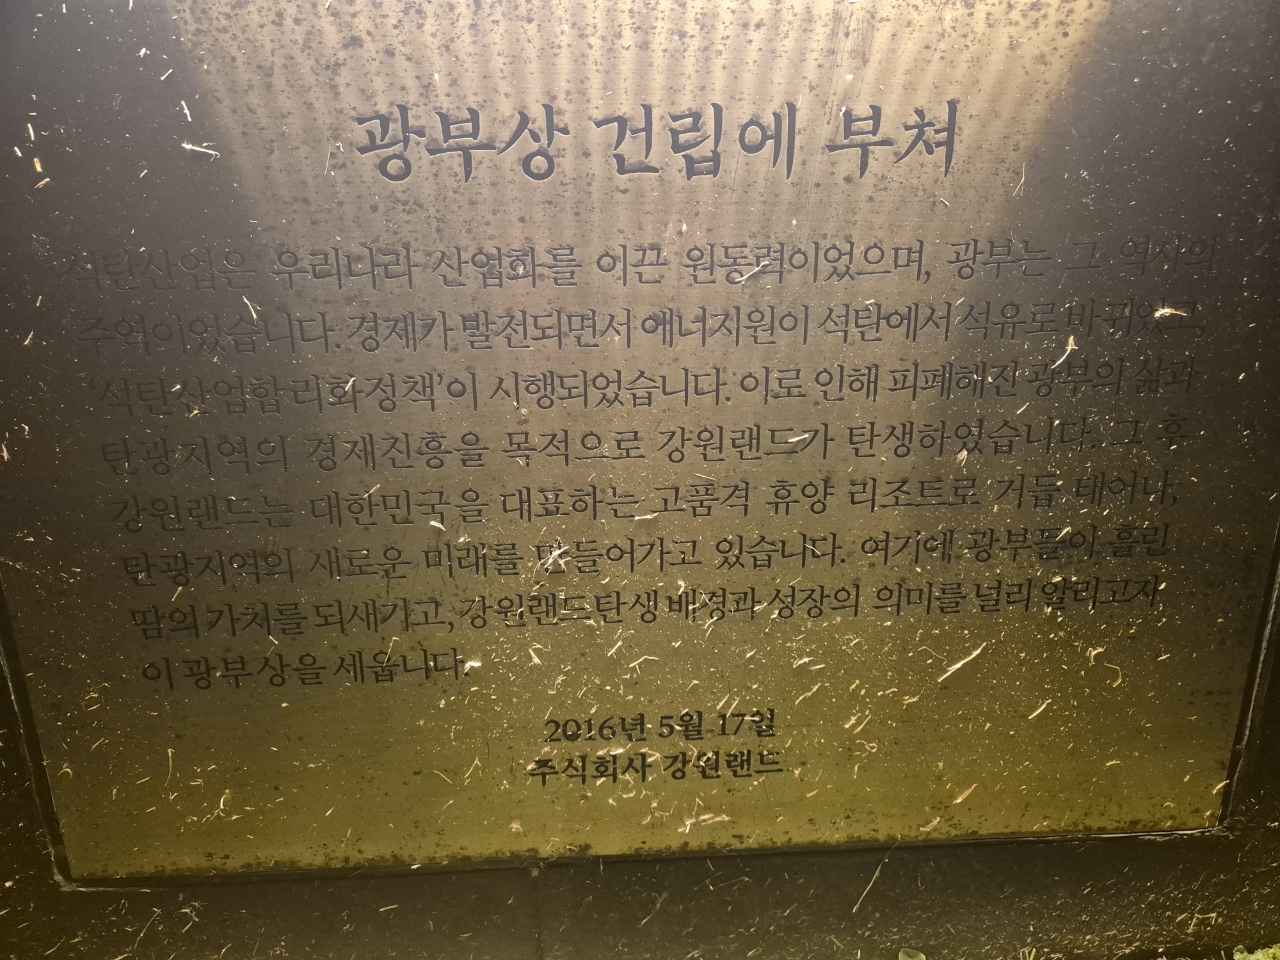 광부상 건립에 부쳐
석탄산업은 우리나라 산업화를 이끈 원동력이었으며, 광부는 그 역사의
주역이었습니다. 경제가 발전되면서 에너지원이 석탄에서 석유로 바뀌었고,
‘석탄산업합리화정책’이 시행되었습니다. 이로 인해 피폐해진 광부의 삶과
탄광지역의 경제진흥을 목적으로 강원랜드가 탄생하였습니다. 그 후
강원랜드는 대한민국을 대표하는 고품격 휴양 리조트로 거듭 태어나,
탄광지역의 새로운 미래를 만들어가고 있습니다. 여기에 광부들이 흘린
땀의 가치를 되새기고, 강원랜드 탄생 배경과 성장의 의미를 널리 알리고자
이 광부상을 세웁니다.
2016년 5월 17일
주식회사 강원랜드